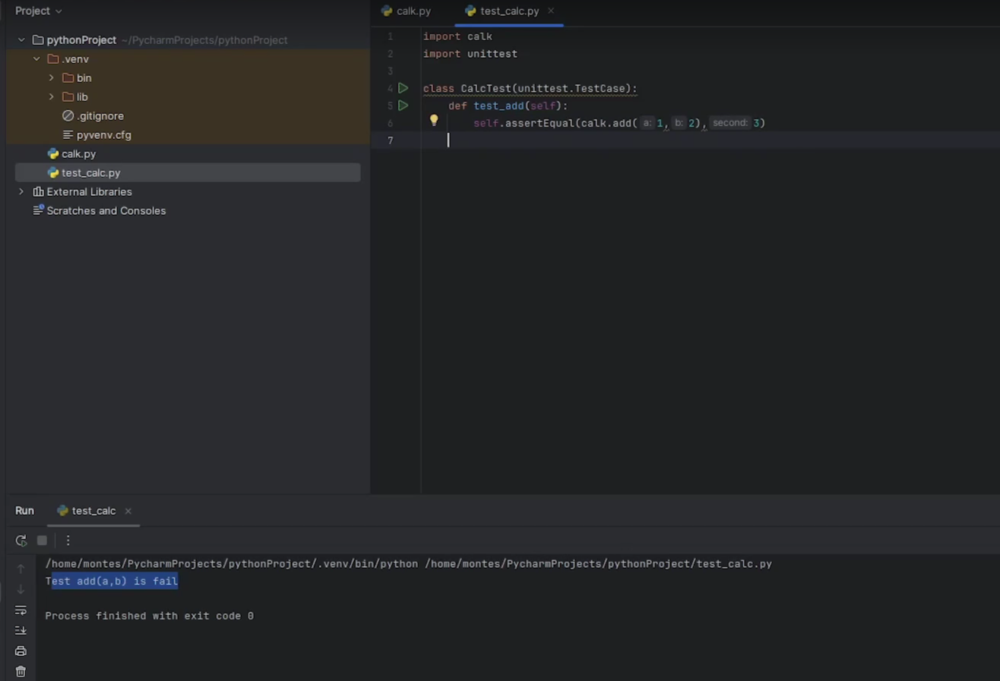 Project
pythonProject ~/PycharmProjects/pythonProject
.venv
bin
lib
.gitignore
pyvenv.cfg
calk.py
test_calc.py
External Libraries
Scratches and Consoles
calk.py
test_calc.py
1 import calk
2 import unittest
3
4 class CalcTest(unittest.TestCase):
5 def test_add(self):
6 self.assertEqual(calk.add( a: 1, b: 2), second: 3)
7
Run test_calc
/home/montes/PycharmProjects/pythonProject/.venv/bin/python /home/montes/PycharmProjects/pythonProject/test_calc.py
Test add(a,b) is fail
Process finished with exit code 0